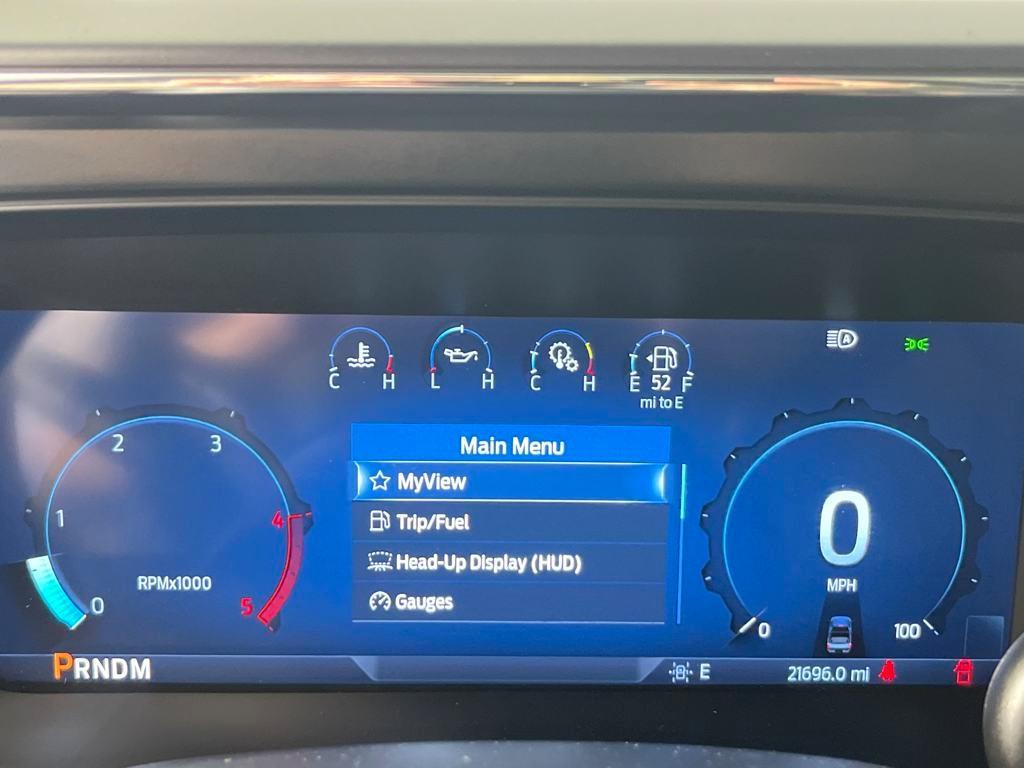 A
C H
L H
C H
E 52 F
mi to E
Main Menu
MyView
Trip/Fuel
Head-Up Display (HUD)
Gauges
0 1 2 3 4 5
RPMx1000
0
MPH
0 100
PRNDM
E
21696.0 mi